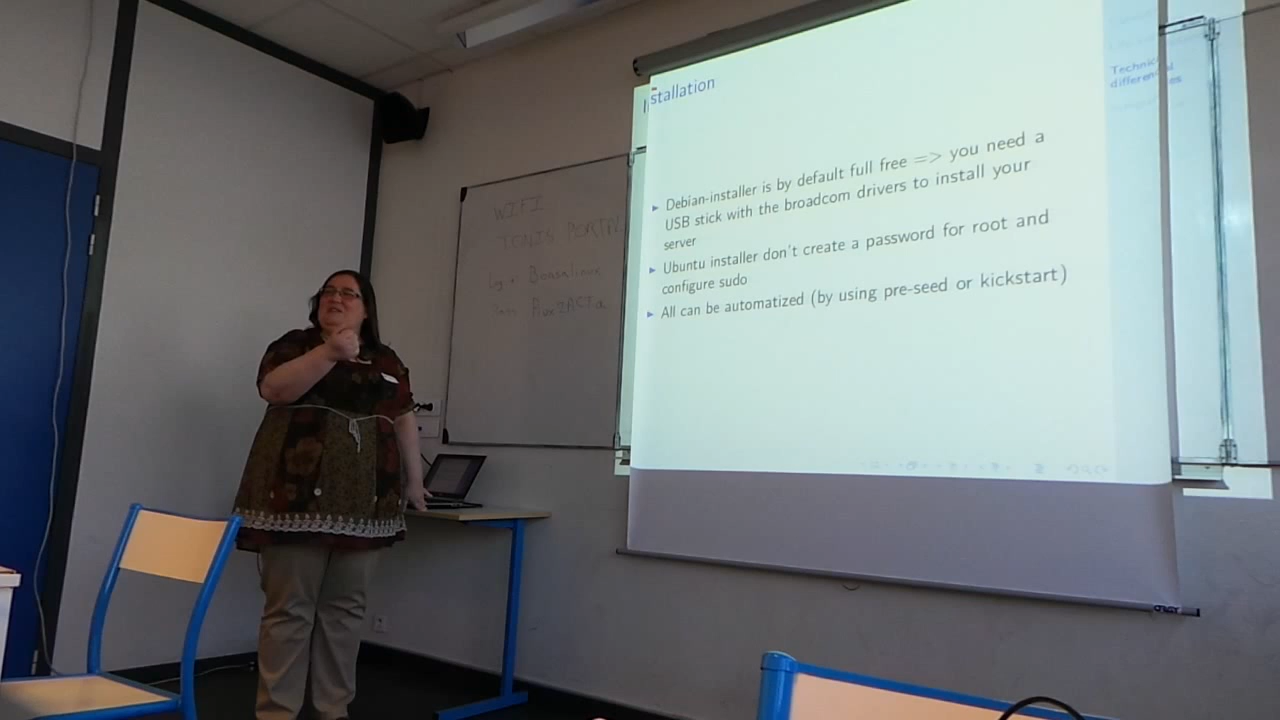 WIFI
Installation
Technical
differences
Debian-installer is by default full free => you need a
USB stick with the broadcom drivers to install your
server
Ubuntu installer don't create a password for root and
configure sudo
All can be automatized (by using pre-seed or kickstart)